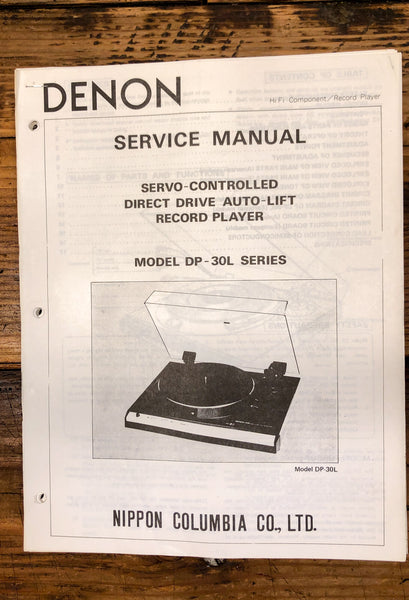 DENON
Hi-Fi Component/Record Player
SERVICE MANUAL
SERVO-CONTROLLED
DIRECT DRIVE AUTO-LIFT
RECORD PLAYER
MODEL DP-30L SERIES
Model DP-30L
NIPPON COLUMBIA CO., LTD.